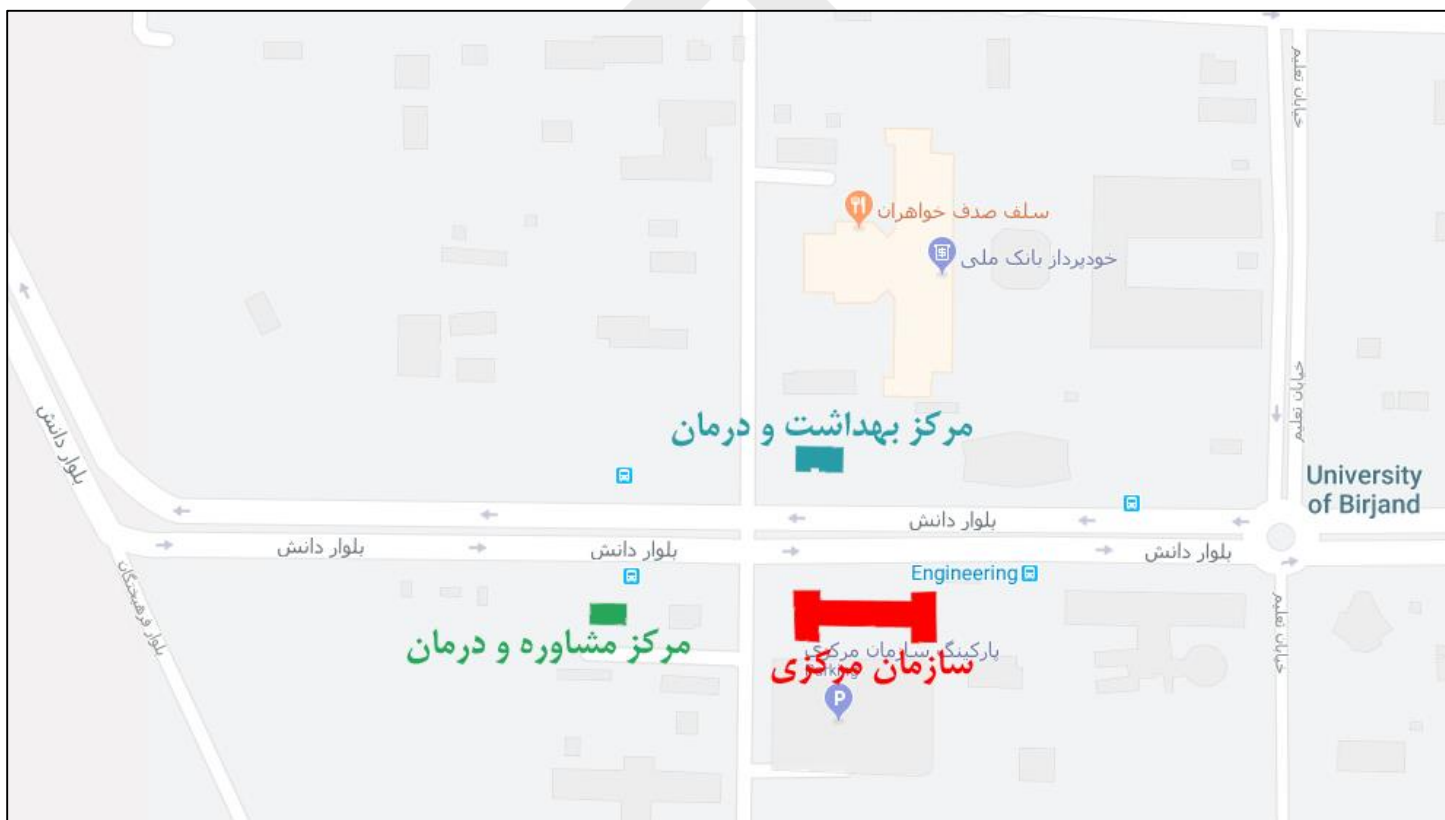 خیابان تعلیم
سلف صدف خواهران
خودپرداز بانک ملی
خیابان تعلیم
بلوار دانش
مرکز بهداشت و درمان
University
of Birjand
بلوار دانش
بلوار دانش
بلوار دانش
بلوار دانش
Engineering
بلوار فرهیختگان
خیابان تعلیم
مرکز مشاوره و درمان
پارکینگ سازمان مرکزی
Parking
سازمان مرکزی
P